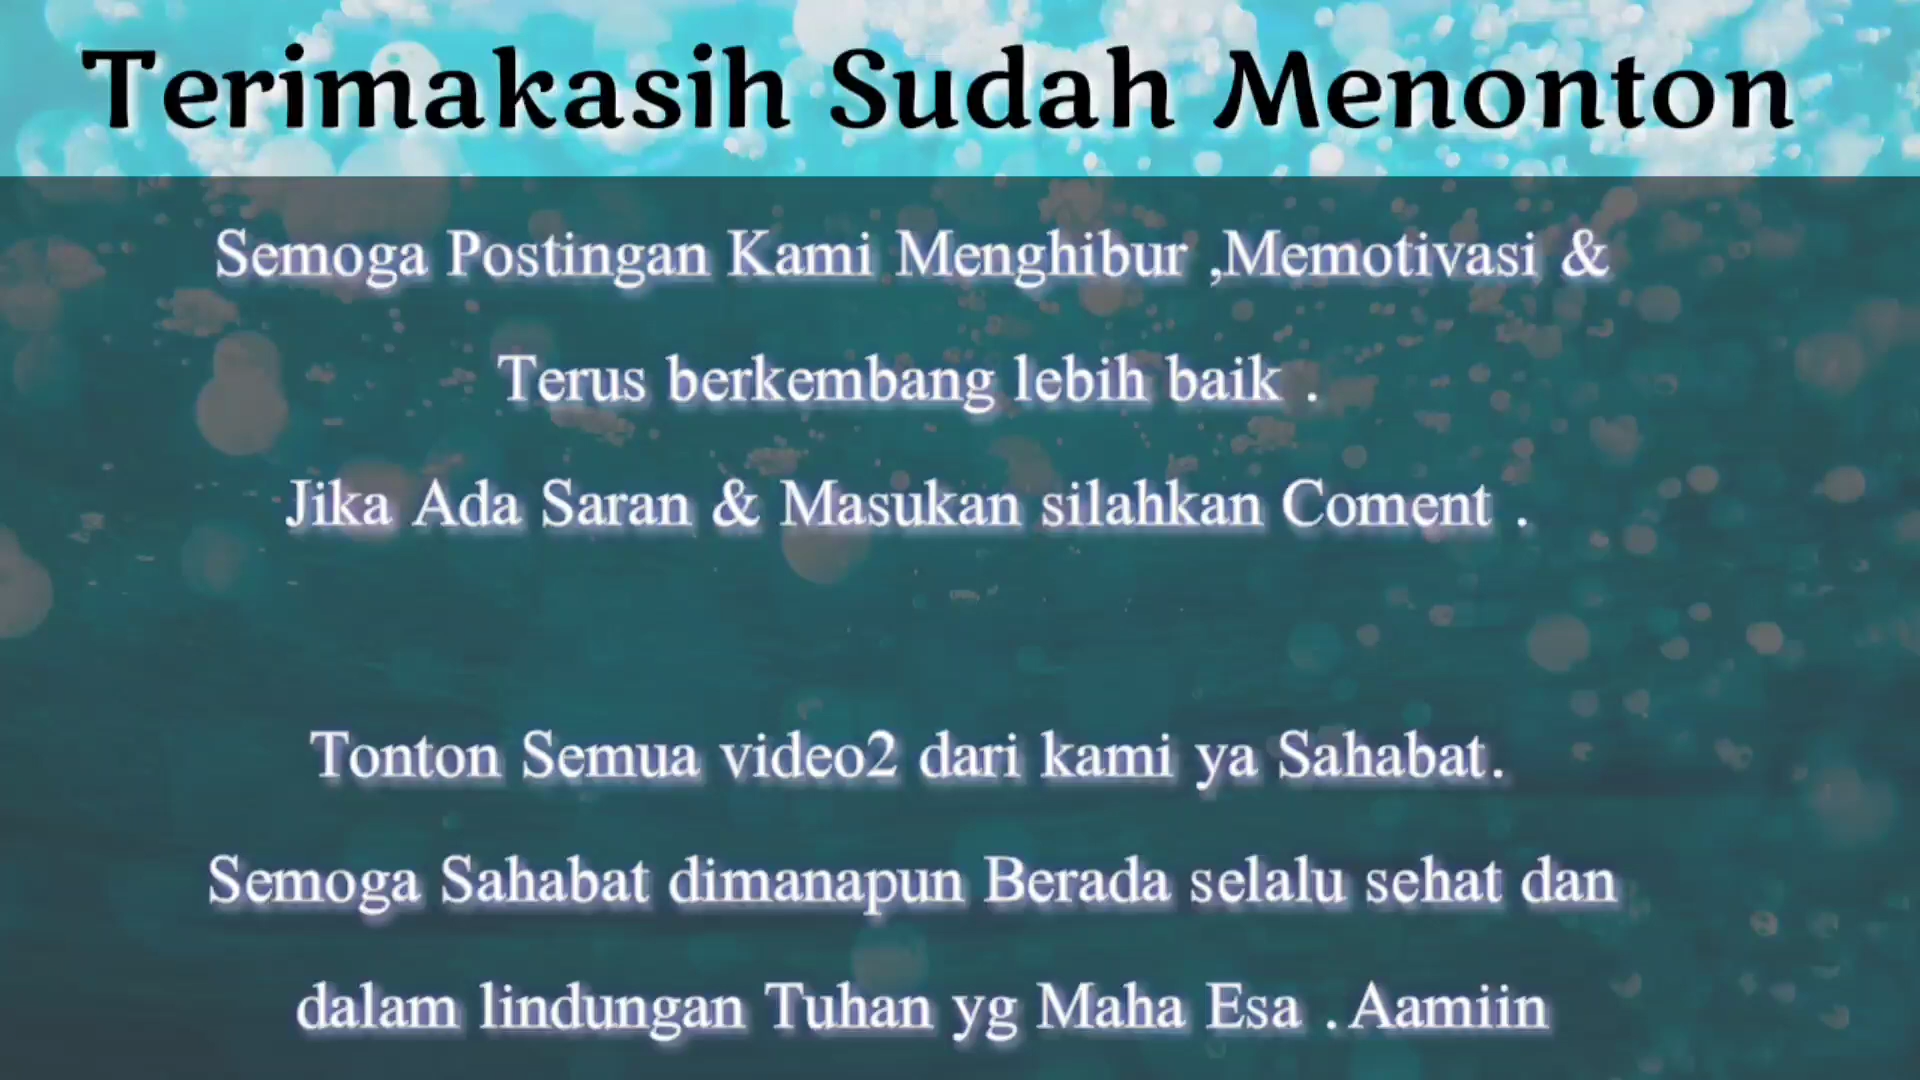 Terimakasih Sudah Menonton
Semoga Postingan Kami Menghibur ,Memotivasi &
Terus berkembang lebih baik .
Jika Ada Saran & Masukan silahkan Coment .
Tonton Semua video2 dari kami ya Sahabat.
Semoga Sahabat dimanapun Berada selalu sehat dan
dalam lindungan Tuhan yg Maha Esa . Aamiin